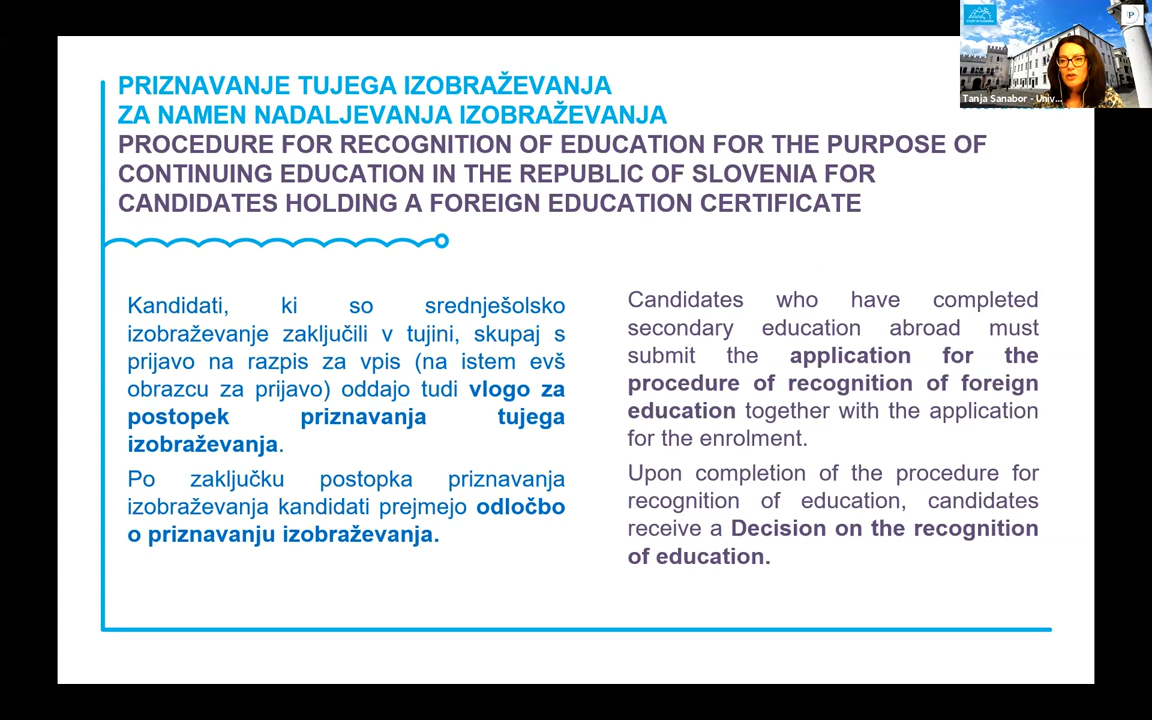 PRIZNAVANJE TUJEGA IZOBRAŽEVANJA
ZA NAMEN NADALJEVANJA IZOBRAŽEVANJA
PROCEDURE FOR RECOGNITION OF EDUCATION FOR THE PURPOSE OF
CONTINUING EDUCATION IN THE REPUBLIC OF SLOVENIA FOR
CANDIDATES HOLDING A FOREIGN EDUCATION CERTIFICATE
Kandidati, ki so srednješolsko
izobraževanje zaključili v tujini, skupaj s
prijavo na razpis za vpis (na istem evš
obrazcu za prijavo) oddajo tudi vlogo za
postopek priznavanja tujega
izobraževanja.
Po zaključku postopka priznavanja
izobraževanja kandidati prejmejo odločbo
o priznavanju izobraževanja.
Candidates who have completed
secondary education abroad must
submit the application for the
procedure of recognition of foreign
education together with the application
for the enrolment.
Upon completion of the procedure for
recognition of education, candidates
receive a Decision on the recognition
of education.
Tanja Sanabor - Univ...
P